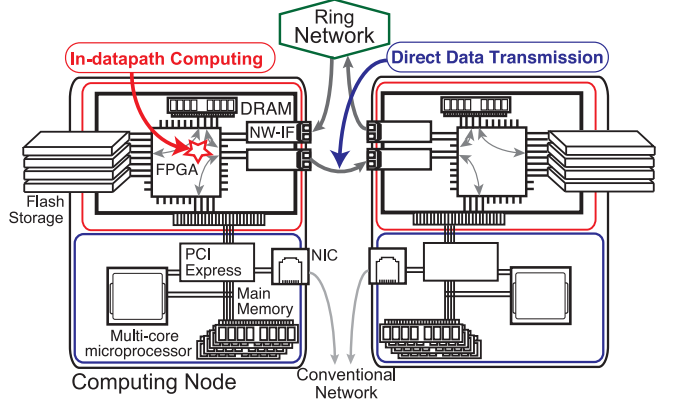 Ring
Network
In-datapath Computing
Direct Data Transmission
DRAM
NW-IF
FPGA
Flash
Storage
PCI
Express
NIC
Main
Memory
Multi-core
microprocessor
Computing Node
Conventional
Network